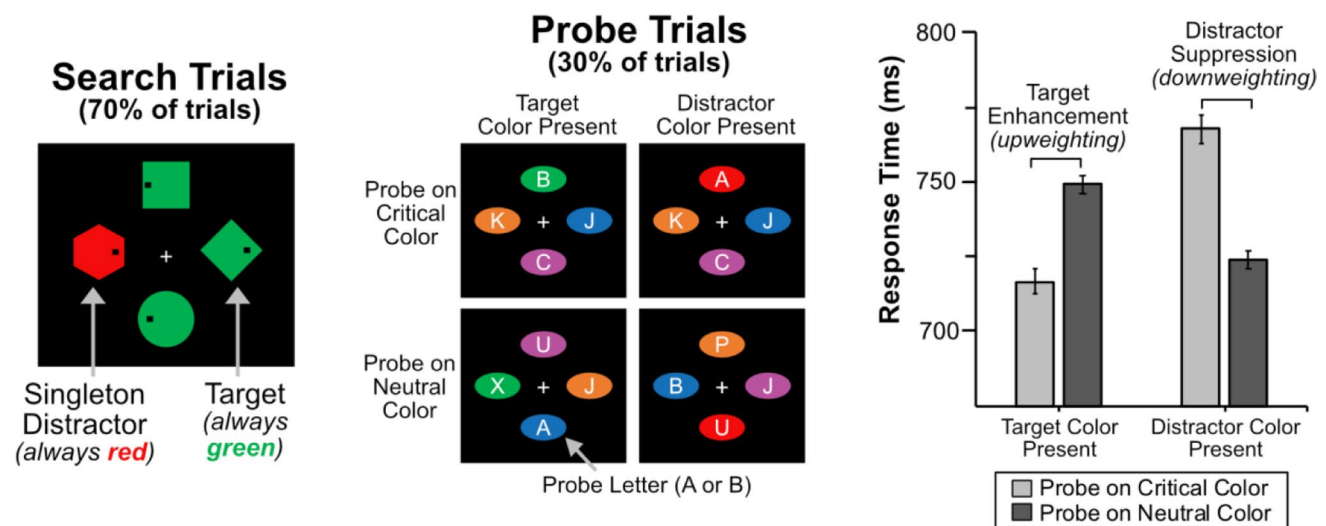 Search Trials
(70% of trials)
Singleton
Distractor
(always red)
Target
(always
green)
Probe Trials
(30% of trials)
Target
Color Present
Distractor
Color Present
Probe on
Critical
Color
B
K + J
C
A
K + J
C
Probe on
Neutral
Color
U
X + J
A
P
B + J
U
Probe Letter (A or B)
Response Time (ms)
800
750
700
Target
Enhancement
(upweighting)
Distractor
Suppression
(downweighting)
Target Color
Present
Distractor Color
Present
Probe on Critical Color
Probe on Neutral Color